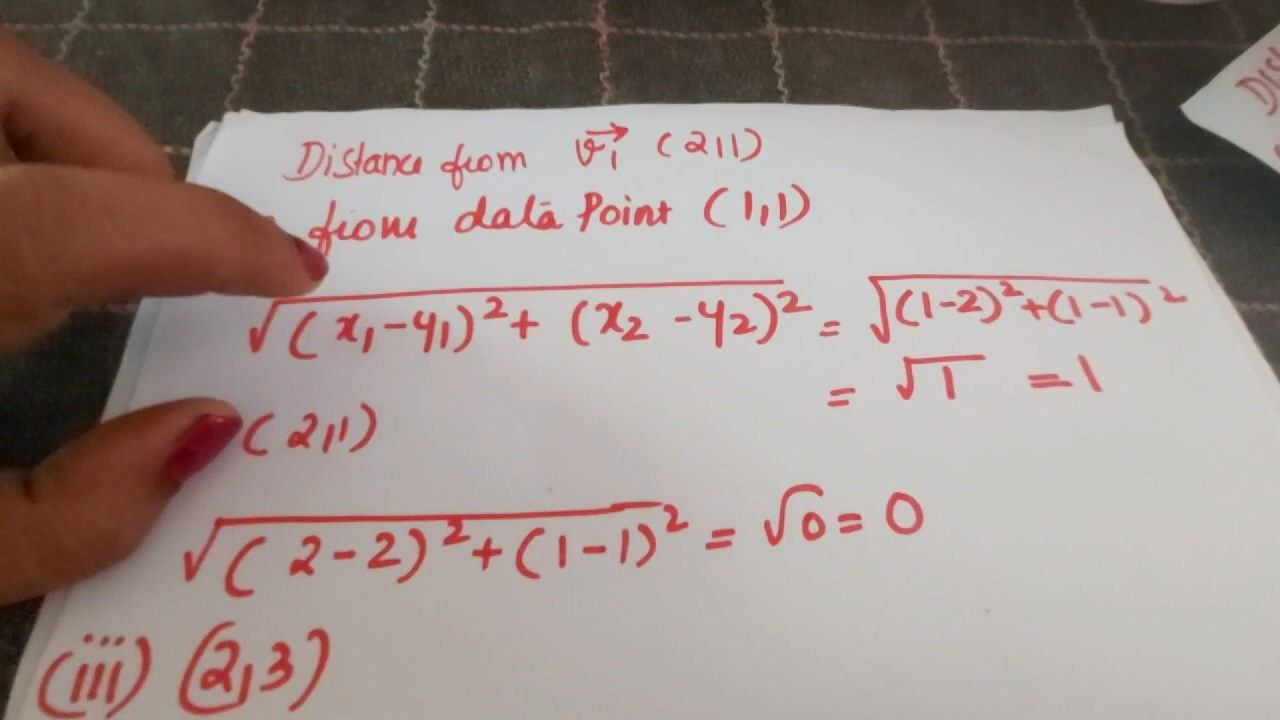 Distance from v₁⃗ (2,1)
from data Point (1,1)
√(x₁-y₁)²+ (x₂-y₂)² = √(1-2)²+(1-1)²
= √1 =1
(2,1)
√(2-2)²+(1-1)² = √0=0
(iii) (2,3)